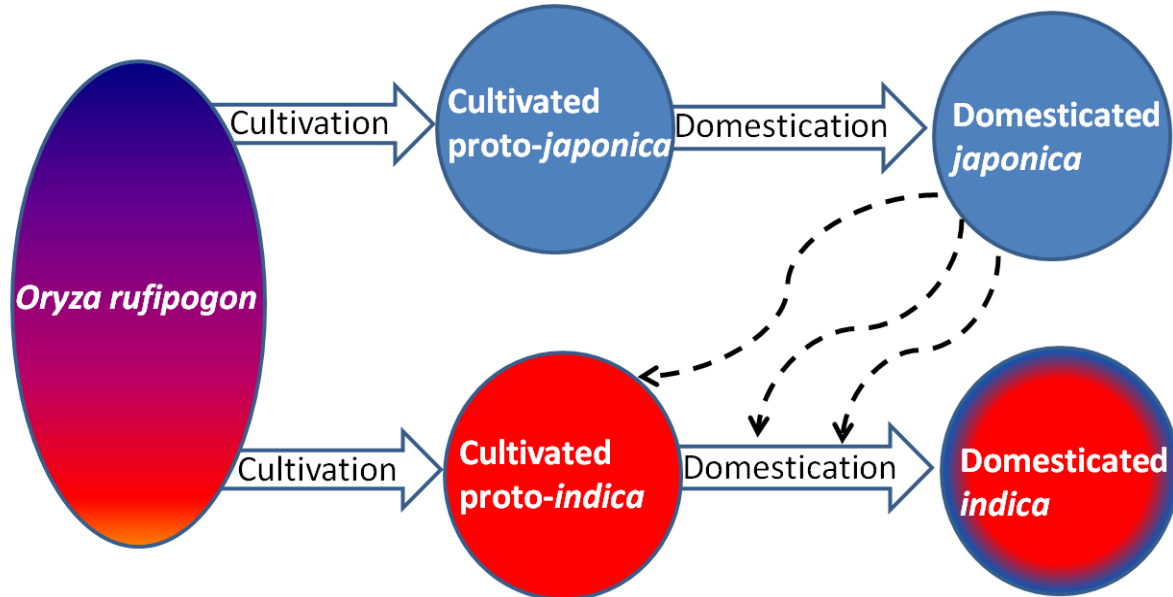 Oryza rufipogon
Cultivation
Cultivated
proto-japonica
Domestication
Domesticated
japonica
Cultivation
Cultivated
proto-indica
Domestication
Domesticated
indica